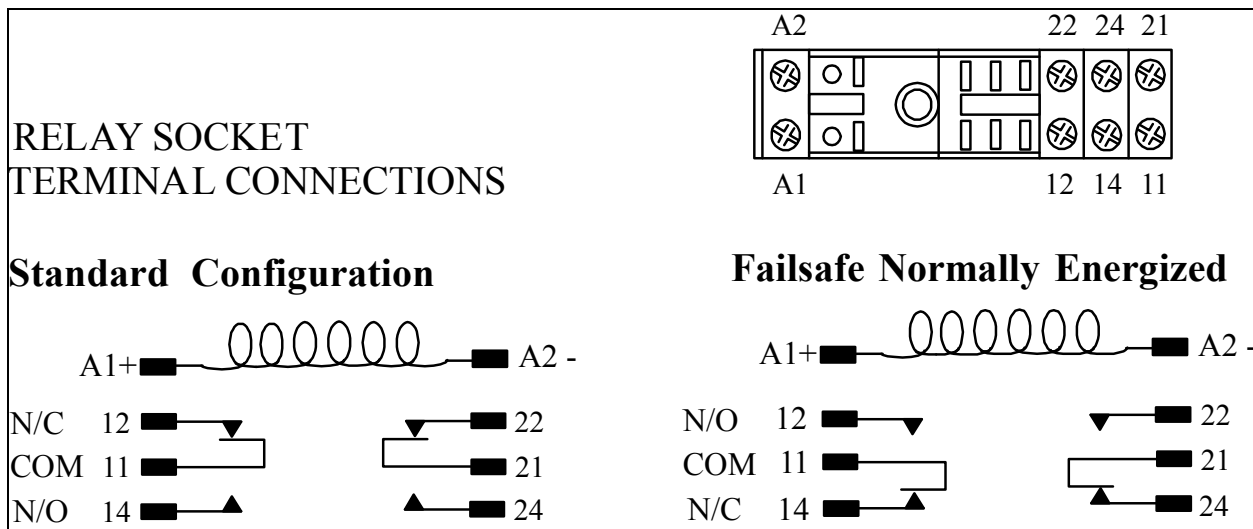 A2 22 24 21
RELAY SOCKET
TERMINAL CONNECTIONS
A1 12 14 11
Standard Configuration
A1+ A2 -
N/C 12 22
COM 11 21
N/O 14 24
Failsafe Normally Energized
A1+ A2 -
N/O 12 22
COM 11 21
N/C 14 24